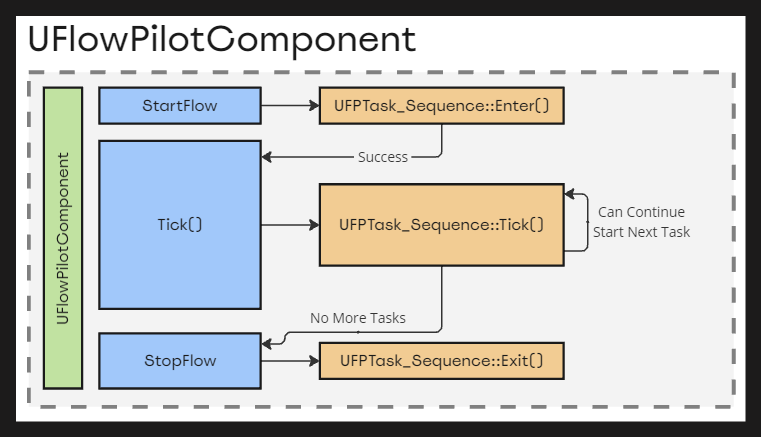 UFlowPilotComponent
UFlowPilotComponent
StartFlow
UFPTask_Sequence::Enter()
Success
Tick()
UFPTask_Sequence::Tick()
Can Continue
Start Next Task
No More Tasks
StopFlow
UFPTask_Sequence::Exit()